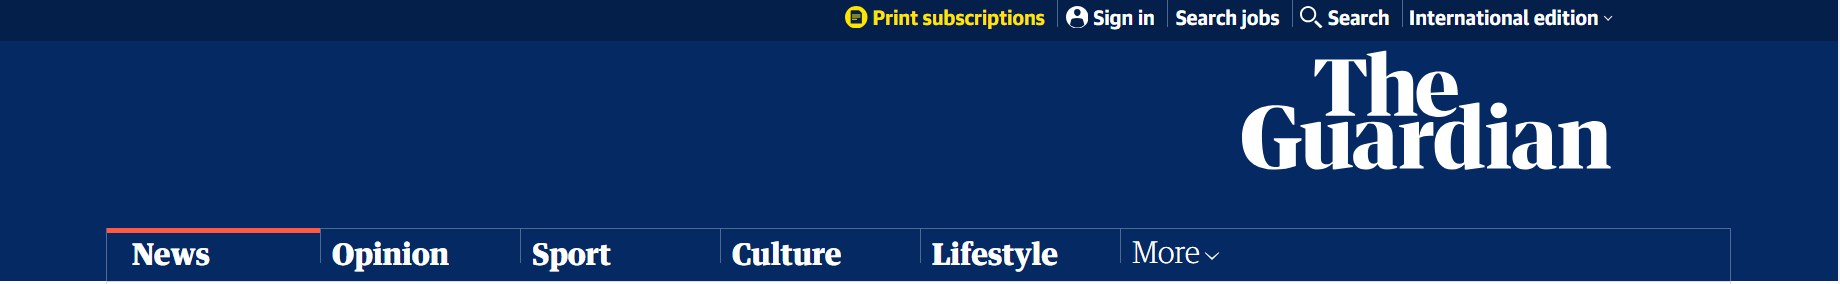 Print subscriptions Sign in Search jobs Search International edition
The
Guardian
News Opinion Sport Culture Lifestyle More